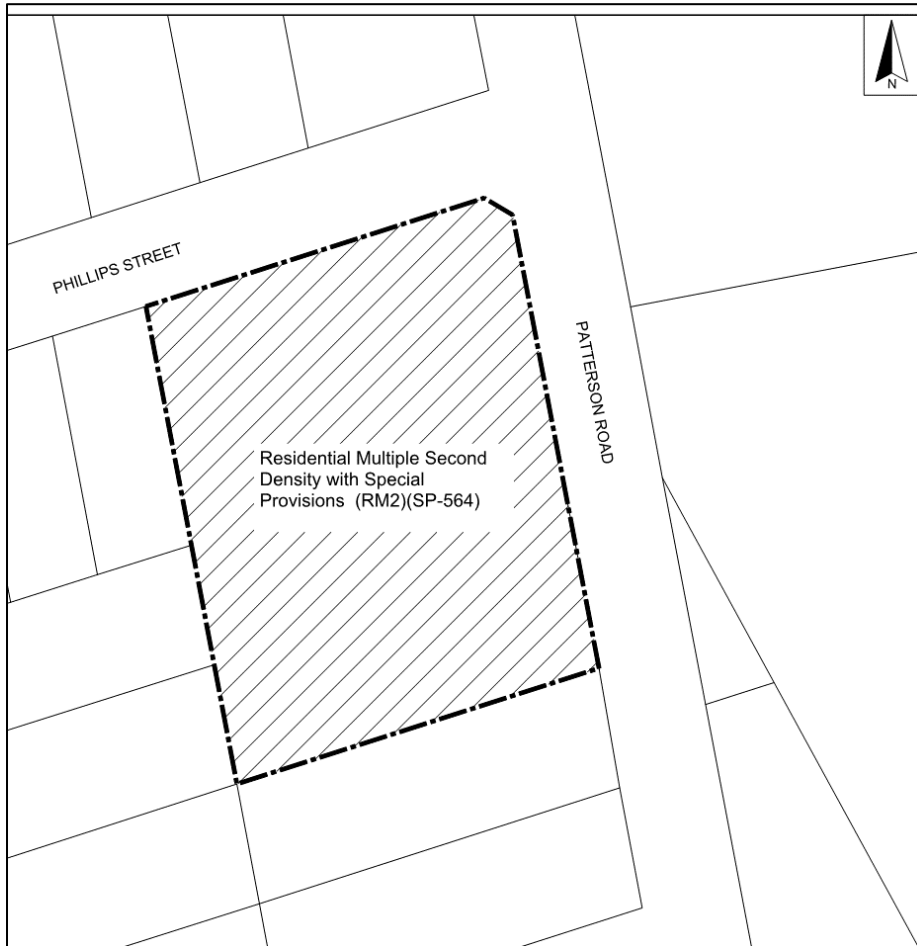 N
PHILLIPS STREET
PATTERSON ROAD
Residential Multiple Second
Density with Special
Provisions (RM2)(SP-564)